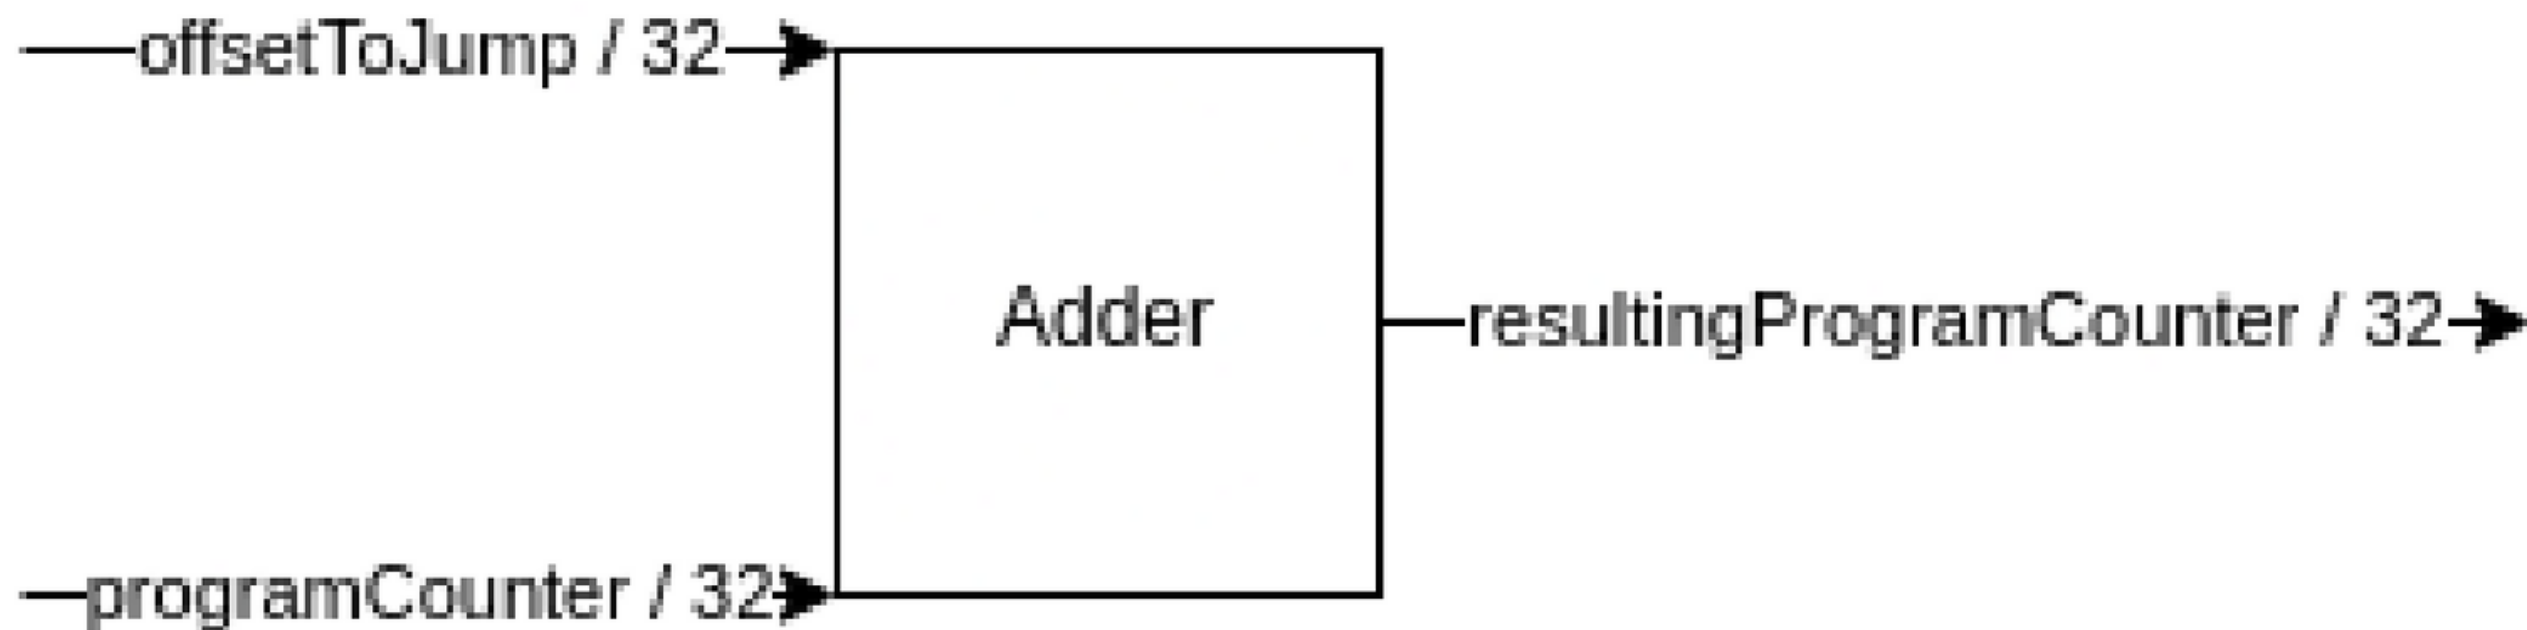 offsetToJump / 32
Adder
resultingProgramCounter / 32
programCounter / 32